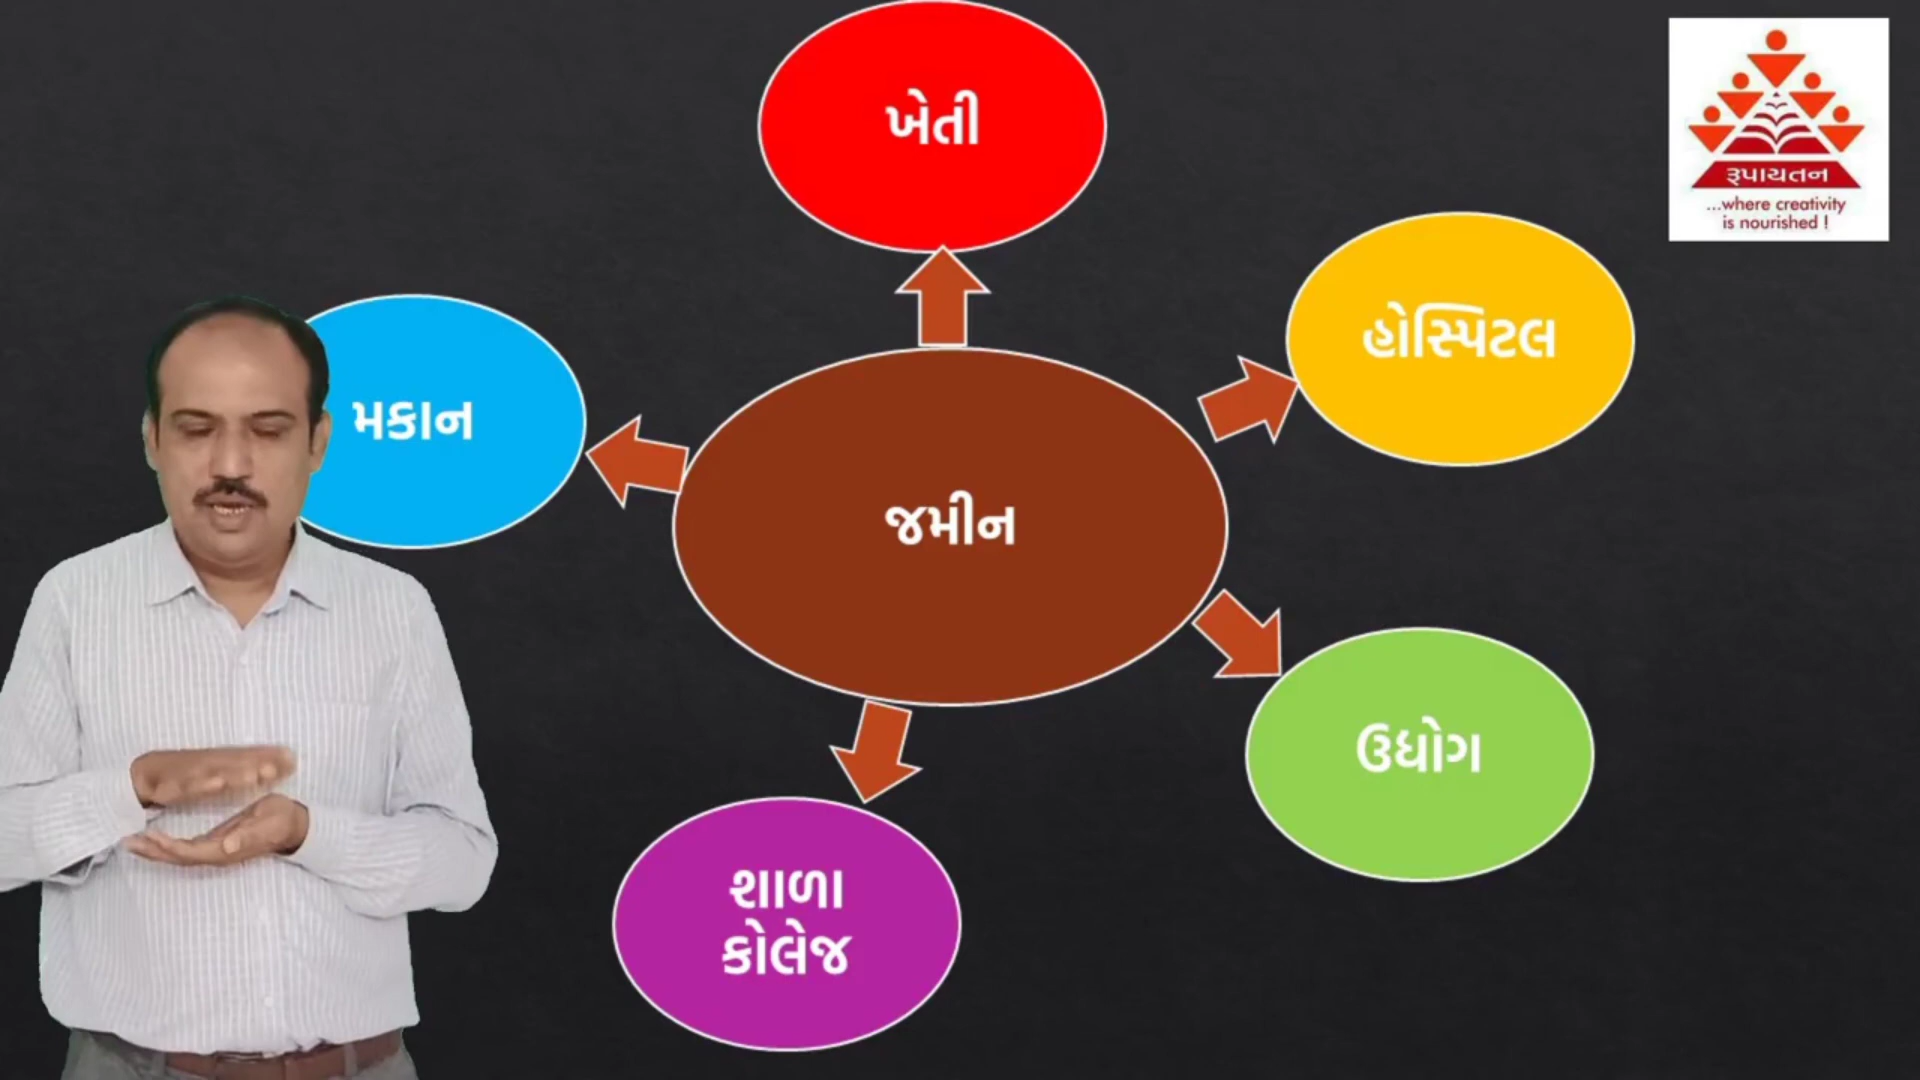 ખેતી
રૂપાયતન
...where creativity
is nourished !
હોસ્પિટલ
મકાન
જમીન
ઉદ્યોગ
શાળા
કોલેજ